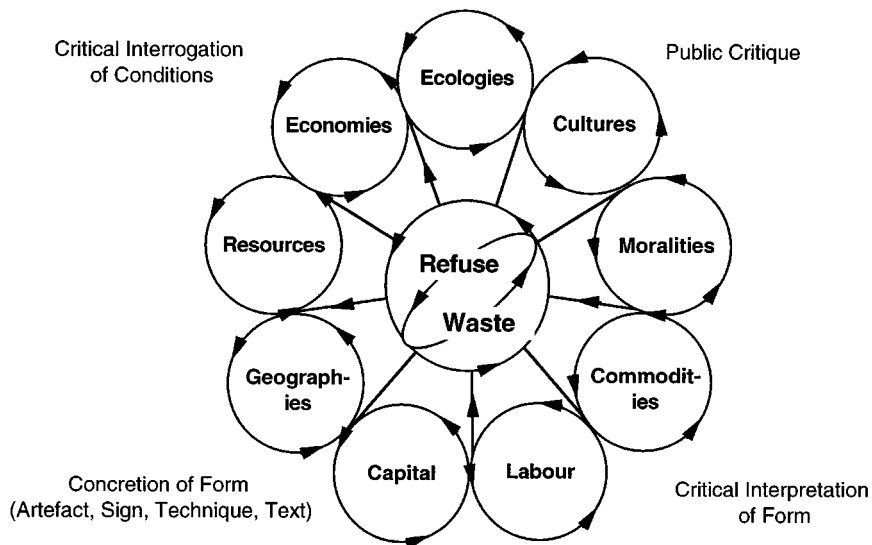 Critical Interrogation
of Conditions
Public Critique
Ecologies
Economies
Cultures
Resources
Moralities
Refuse
Waste
Geograph-
ies
Commodit-
ies
Capital
Labour
Concretion of Form
(Artefact, Sign, Technique, Text)
Critical Interpretation
of Form